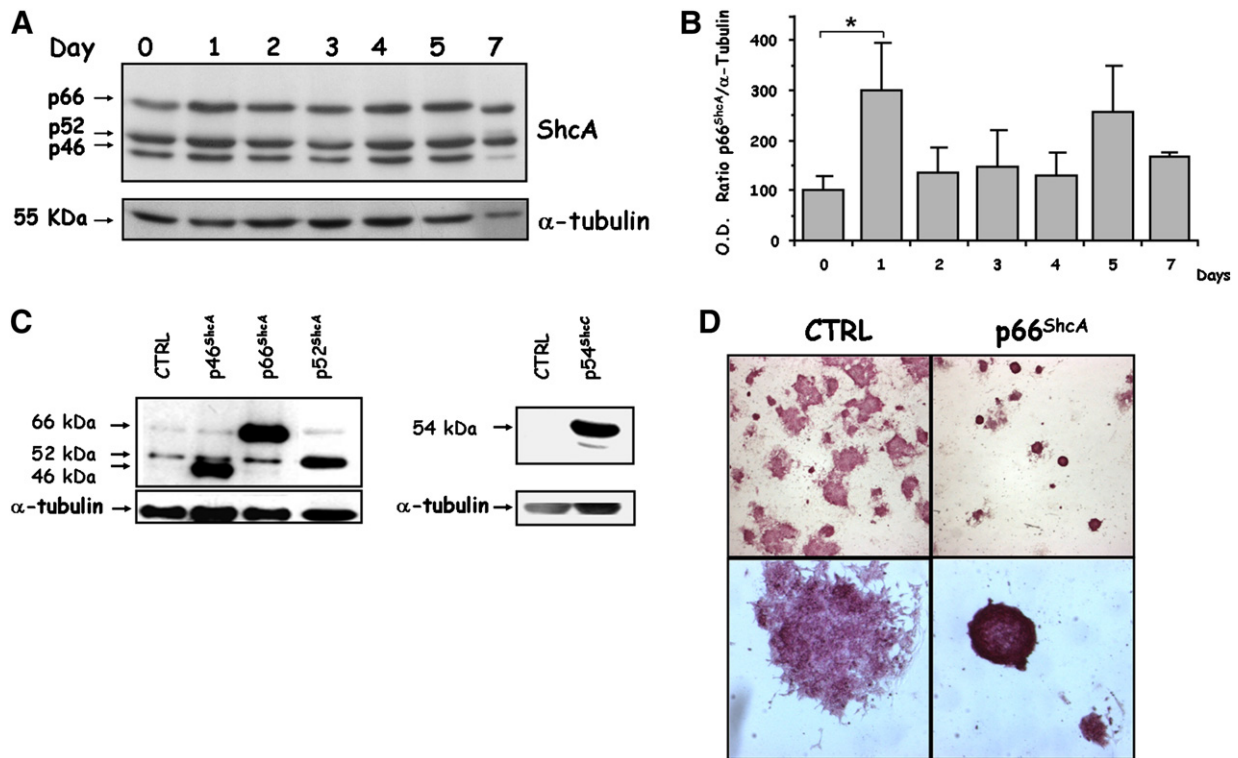 A
Day 0 1 2 3 4 5 7
p66
p52
p46
ShcA
55 KDa
α-tubulin
B
O.D. Ratio p66ShcA/α-Tubulin
400
300
200
100
0
*
0 1 2 3 4 5 7
Days
C
CTRL
p46ShcA
p66ShcA
p52ShcA
66 kDa
52 kDa
46 kDa
α-tubulin
CTRL
p54ShcC
54 kDa
α-tubulin
D
CTRL
p66ShcA